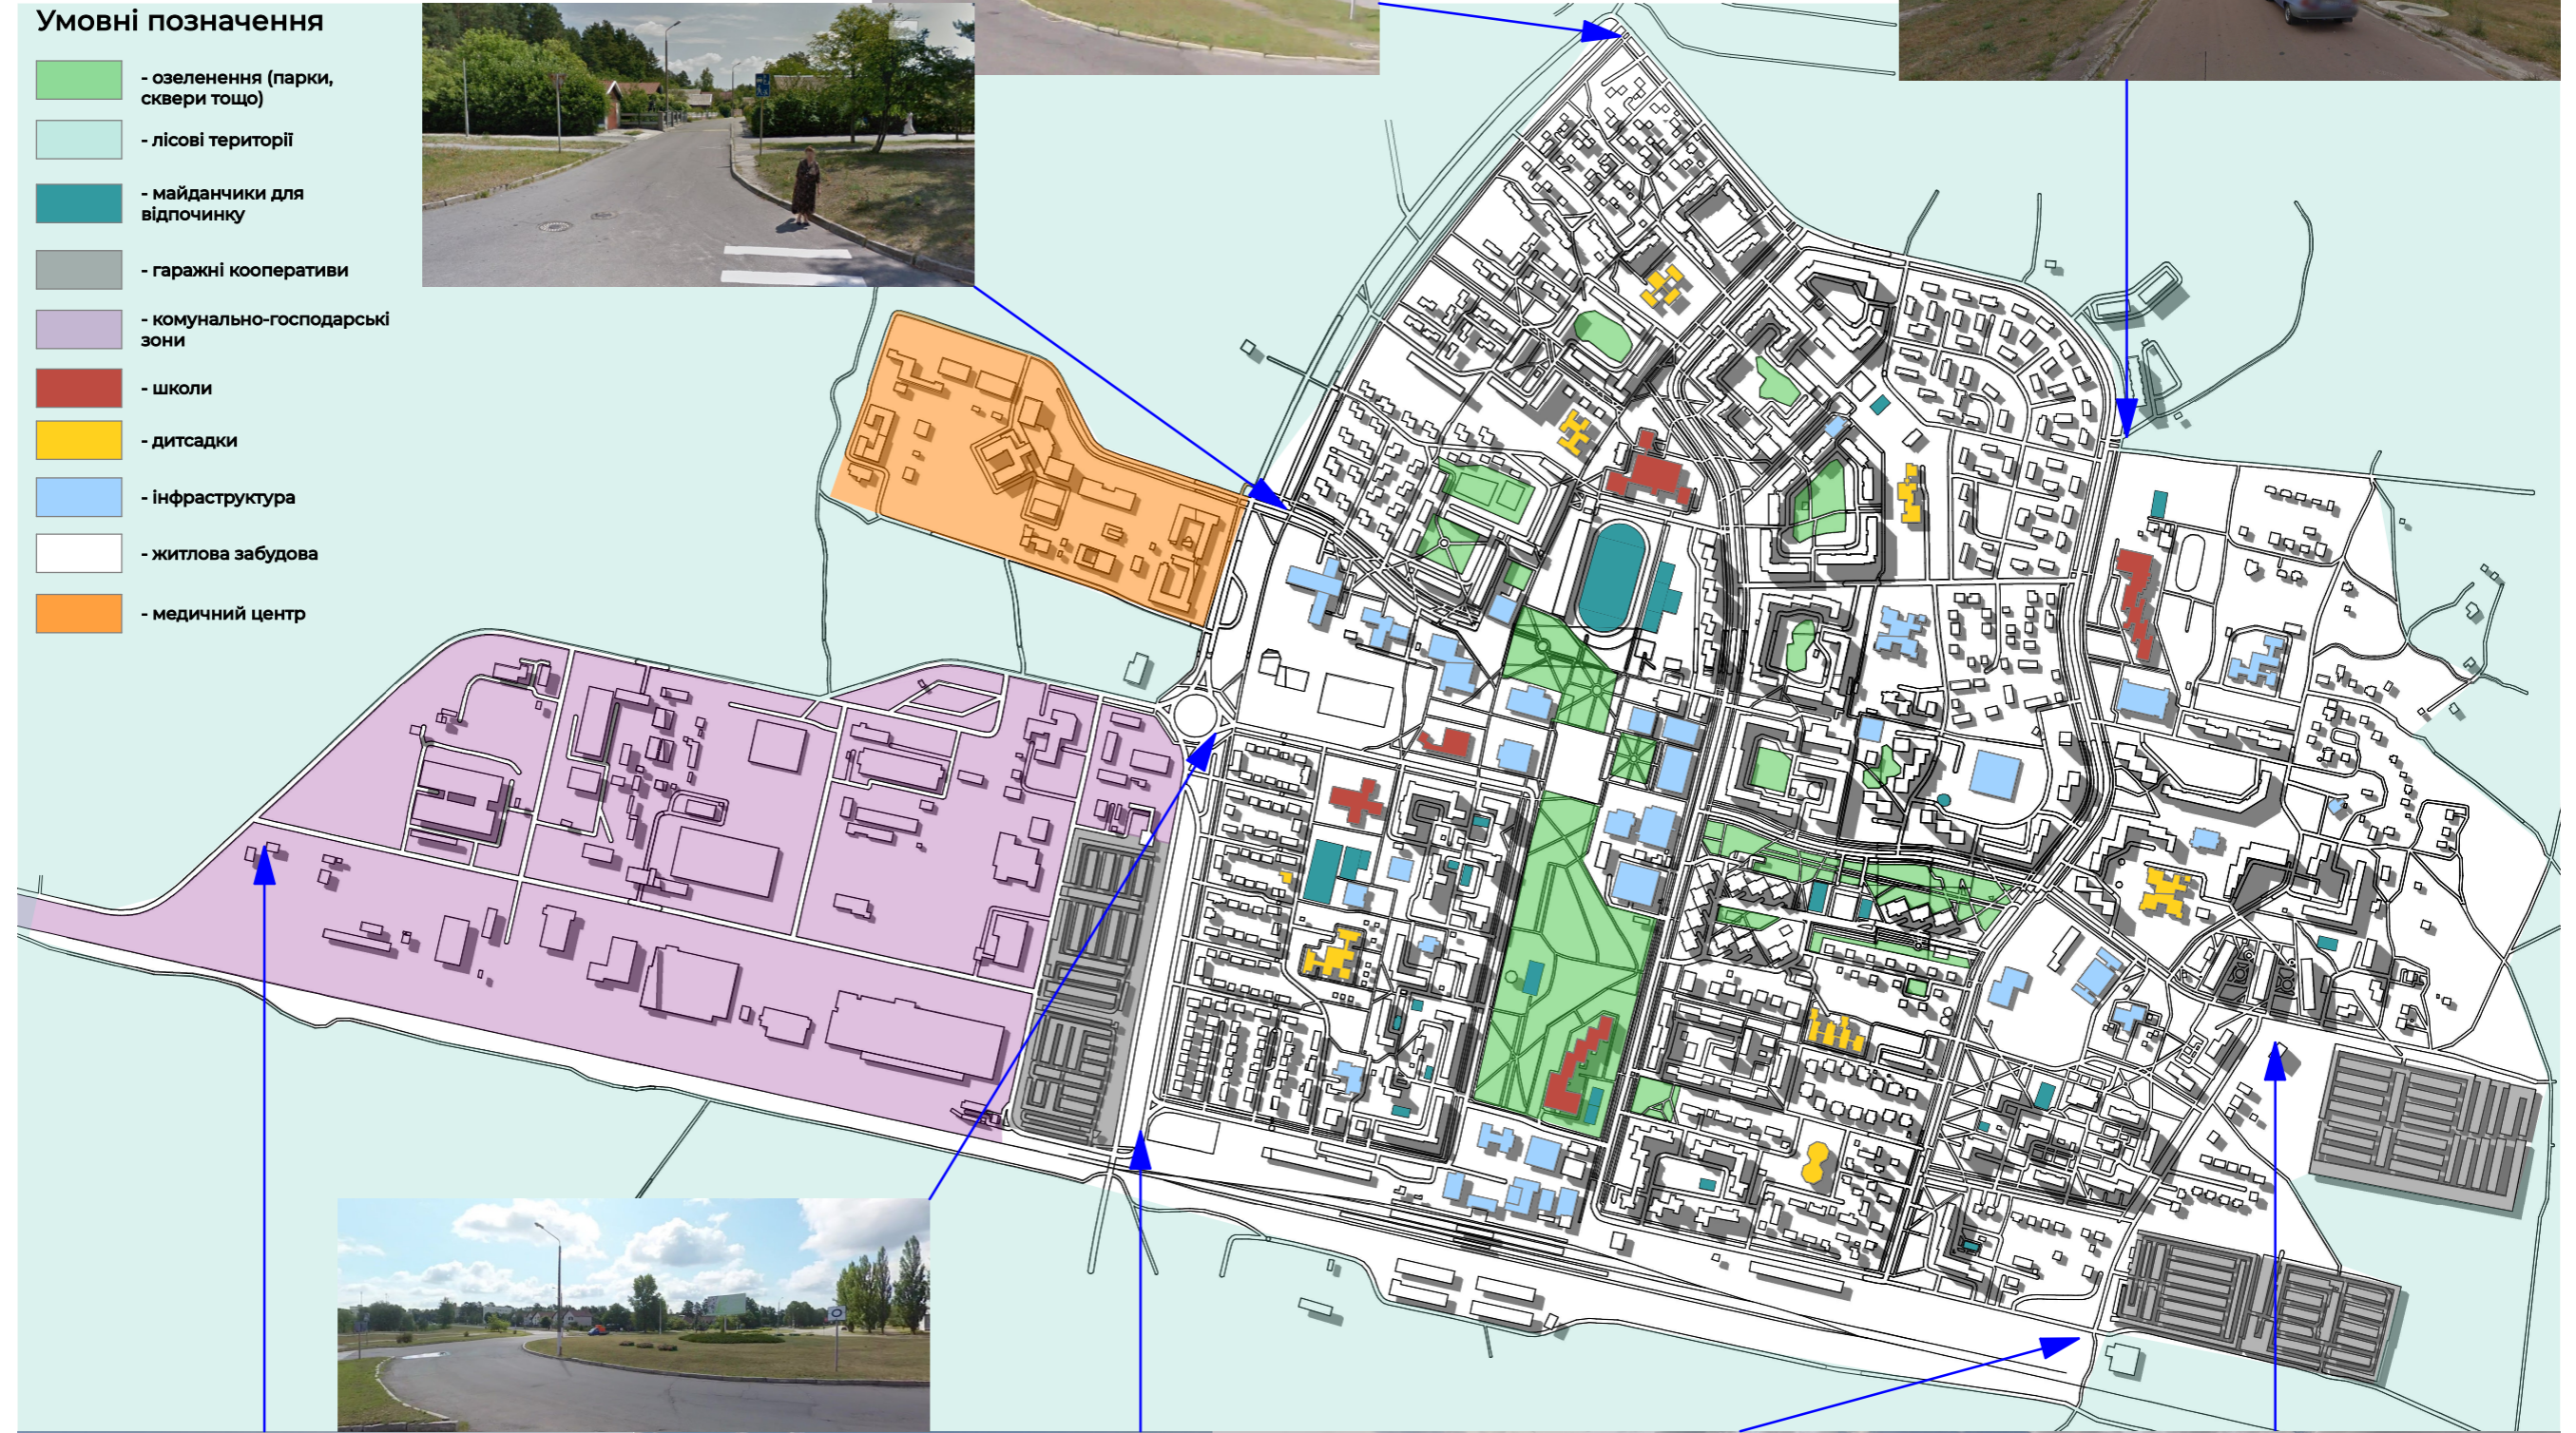 Умовні позначення
- озеленення (парки,
сквери тощо)
- лісові території
- майданчики для
відпочинку
- гаражні кооперативи
- комунально-господарські
зони
- школи
- дитсадки
- інфраструктура
- житлова забудова
- медичний центр